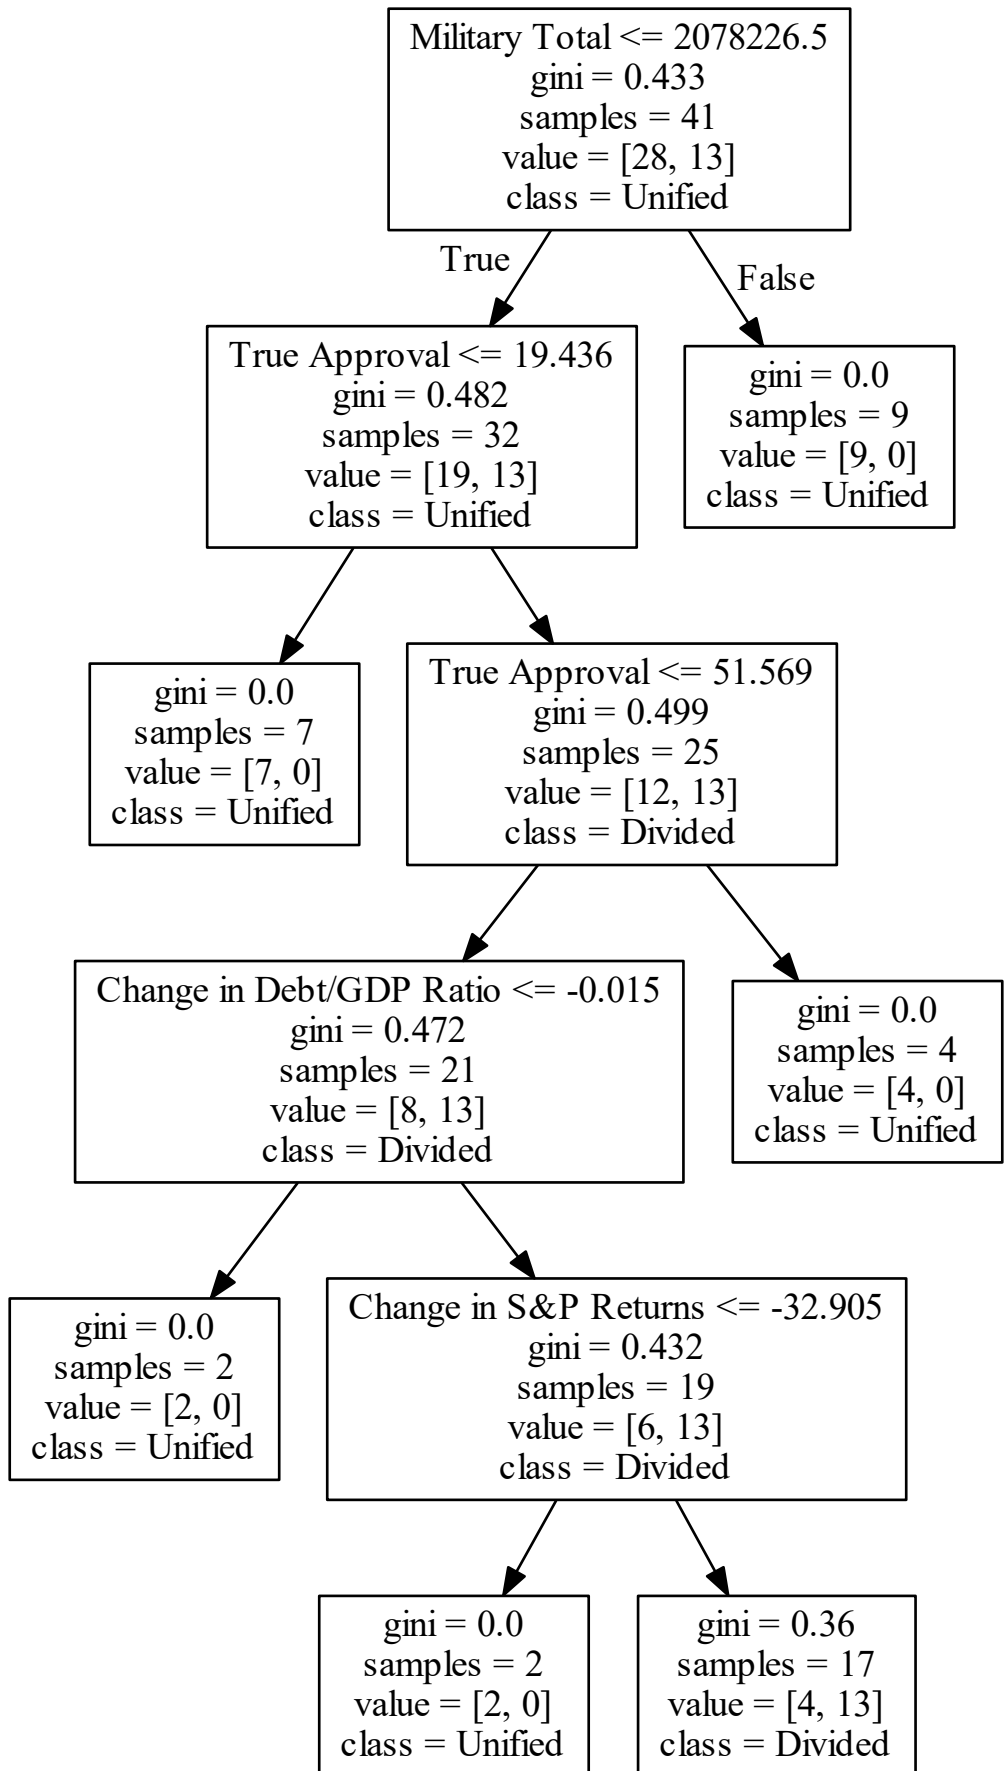 Military Total <= 2078226.5
gini = 0.433
samples = 41
value = [28, 13]
class = Unified
True
False
True Approval <= 19.436
gini = 0.482
samples = 32
value = [19, 13]
class = Unified
gini = 0.0
samples = 9
value = [9, 0]
class = Unified
gini = 0.0
samples = 7
value = [7, 0]
class = Unified
True Approval <= 51.569
gini = 0.499
samples = 25
value = [12, 13]
class = Divided
Change in Debt/GDP Ratio <= -0.015
gini = 0.472
samples = 21
value = [8, 13]
class = Divided
gini = 0.0
samples = 4
value = [4, 0]
class = Unified
gini = 0.0
samples = 2
value = [2, 0]
class = Unified
Change in S&P Returns <= -32.905
gini = 0.432
samples = 19
value = [6, 13]
class = Divided
gini = 0.0
samples = 2
value = [2, 0]
class = Unified
gini = 0.36
samples = 17
value = [4, 13]
class = Divided